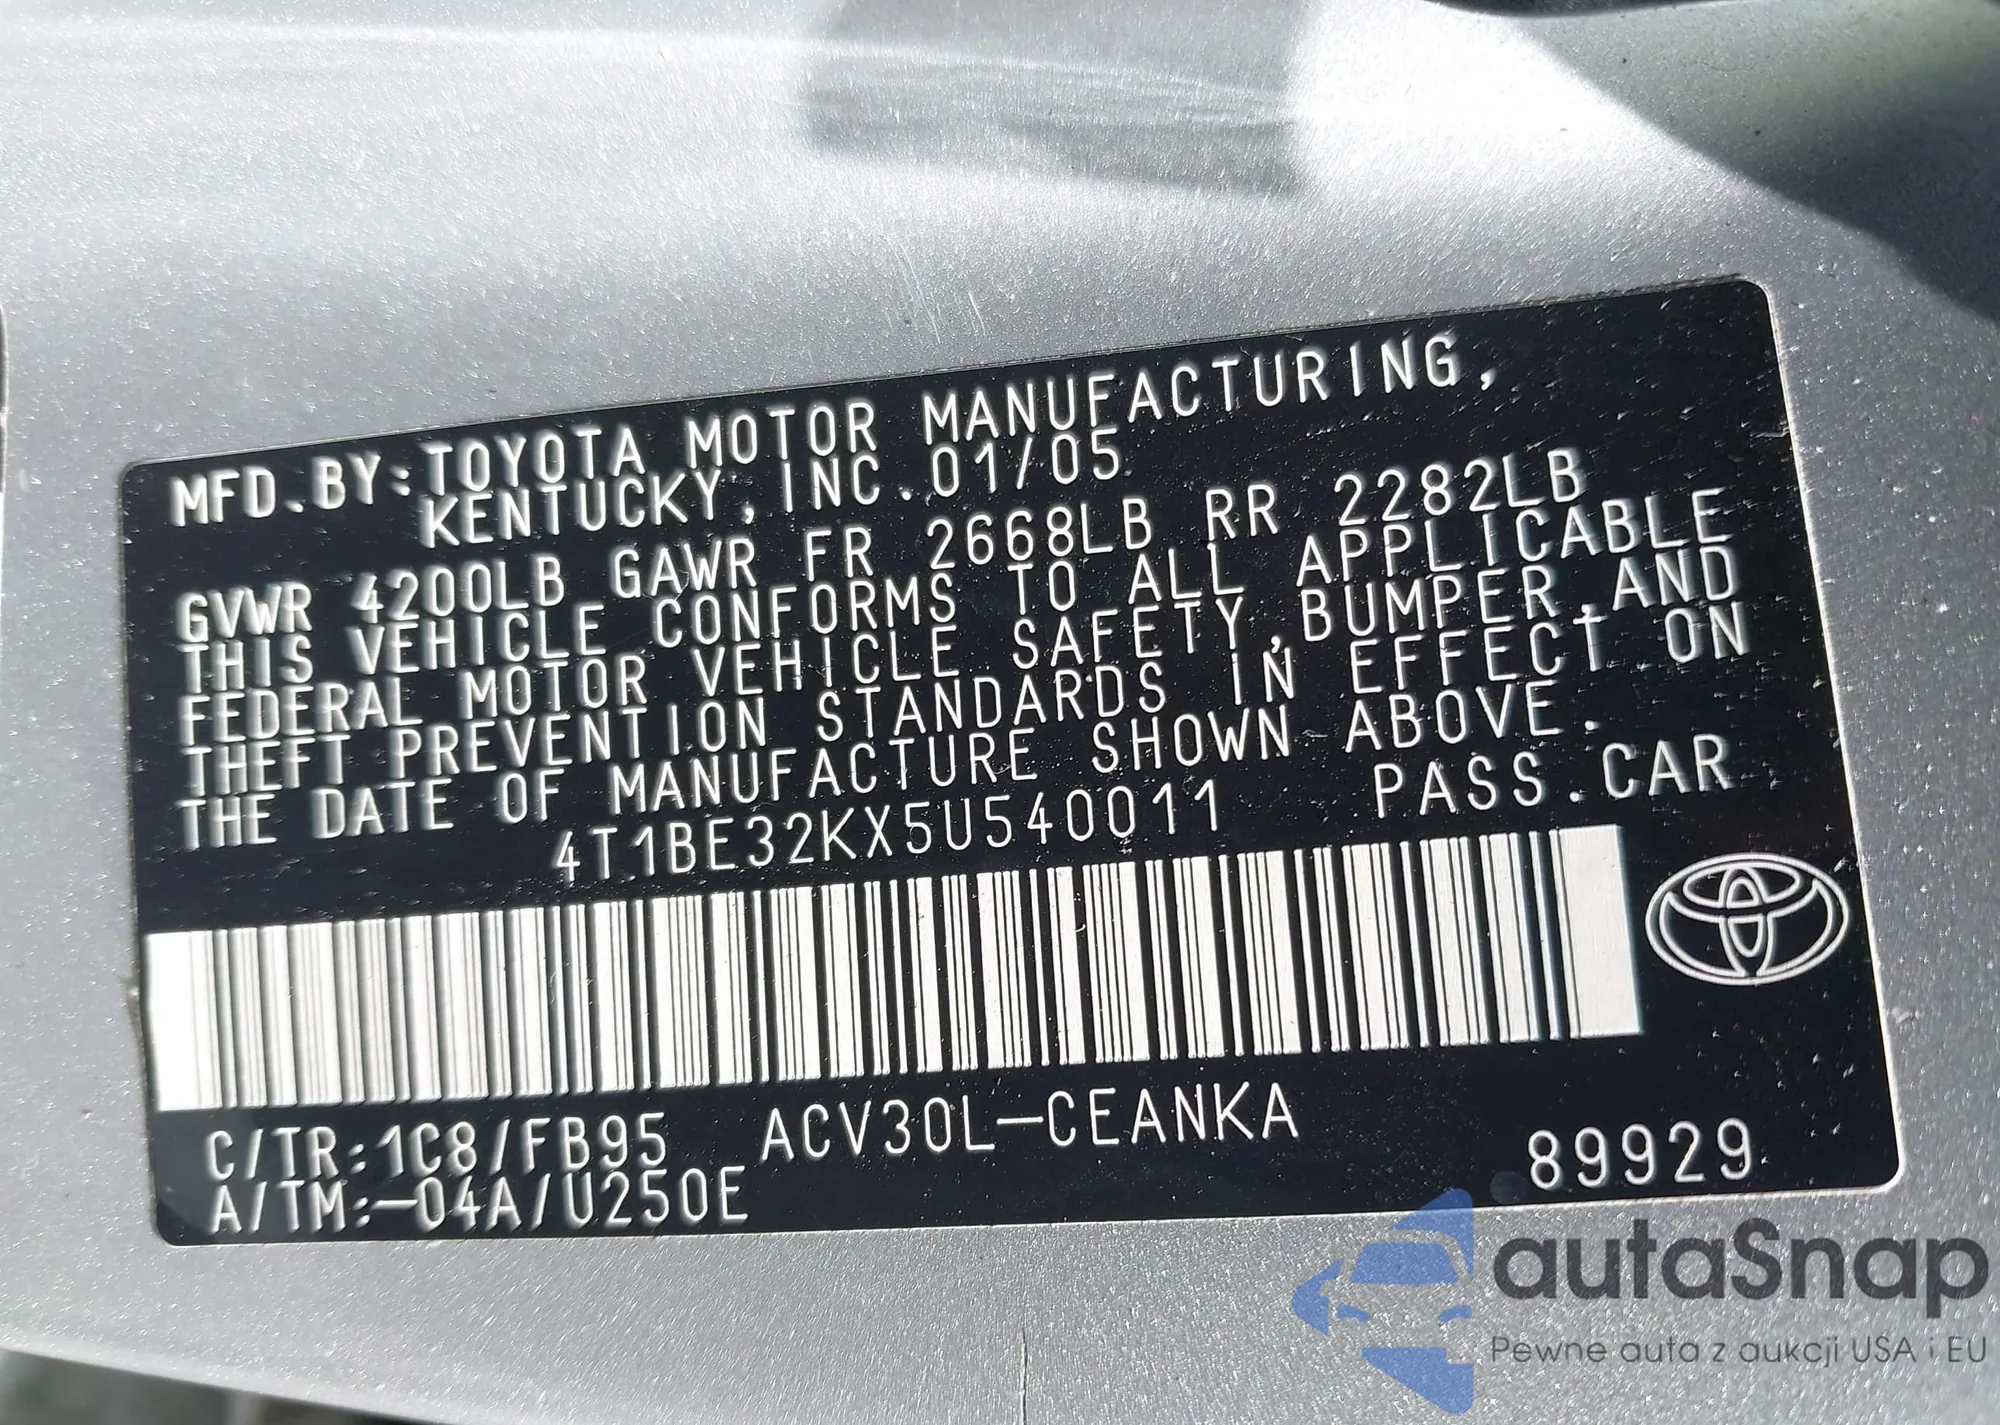 MFD.BY:TOYOTA MOTOR MANUFACTURING,
KENTUCKY, INC.01/05
GVWR 4200LB GAWR FR 2668LB RR 2282LB
THIS VEHICLE CONFORMS TO ALL APPLICABLE
FEDERAL MOTOR VEHICLE SAFETY,BUMPER,AND
THEFT PREVENTION STANDARDS IN EFFECT ON
THE DATE OF MANUFACTURE SHOWN ABOVE.
4T1BE32KX5U540011 PASS.CAR
C/TR:1C8/FB95 ACV30L-CEANKA
A/TM:-04A/U250E 89929
autaSnap
Pewne auta z aukcji USA i EU